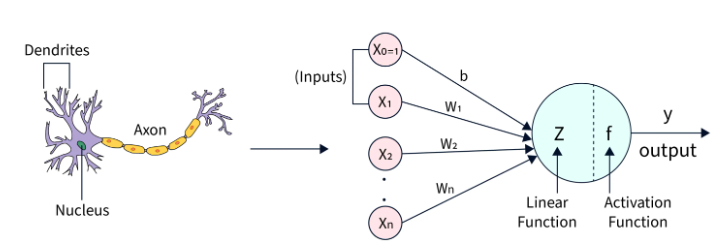 Dendrites
Axon
Nucleus
(Inputs)
X0=1
X1
X2
Xn
b
W1
W2
Wn
Z
f
y
output
Linear
Function
Activation
Function